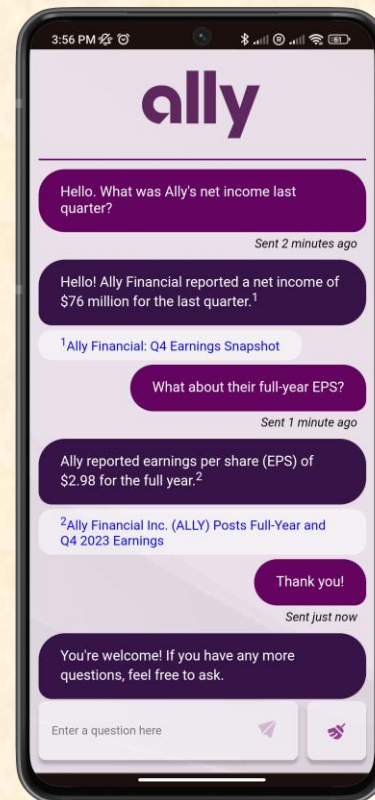 3:56 PM
61
ally
Hello. What was Ally's net income last
quarter?
Sent 2 minutes ago
Hello! Ally Financial reported a net income of
$76 million for the last quarter.1
1Ally Financial: Q4 Earnings Snapshot
What about their full-year EPS?
Sent 1 minute ago
Ally reported earnings per share (EPS) of
$2.98 for the full year.2
2Ally Financial Inc. (ALLY) Posts Full-Year and
Q4 2023 Earnings
Thank you!
Sent just now
You're welcome! If you have any more
questions, feel free to ask.
Enter a question here